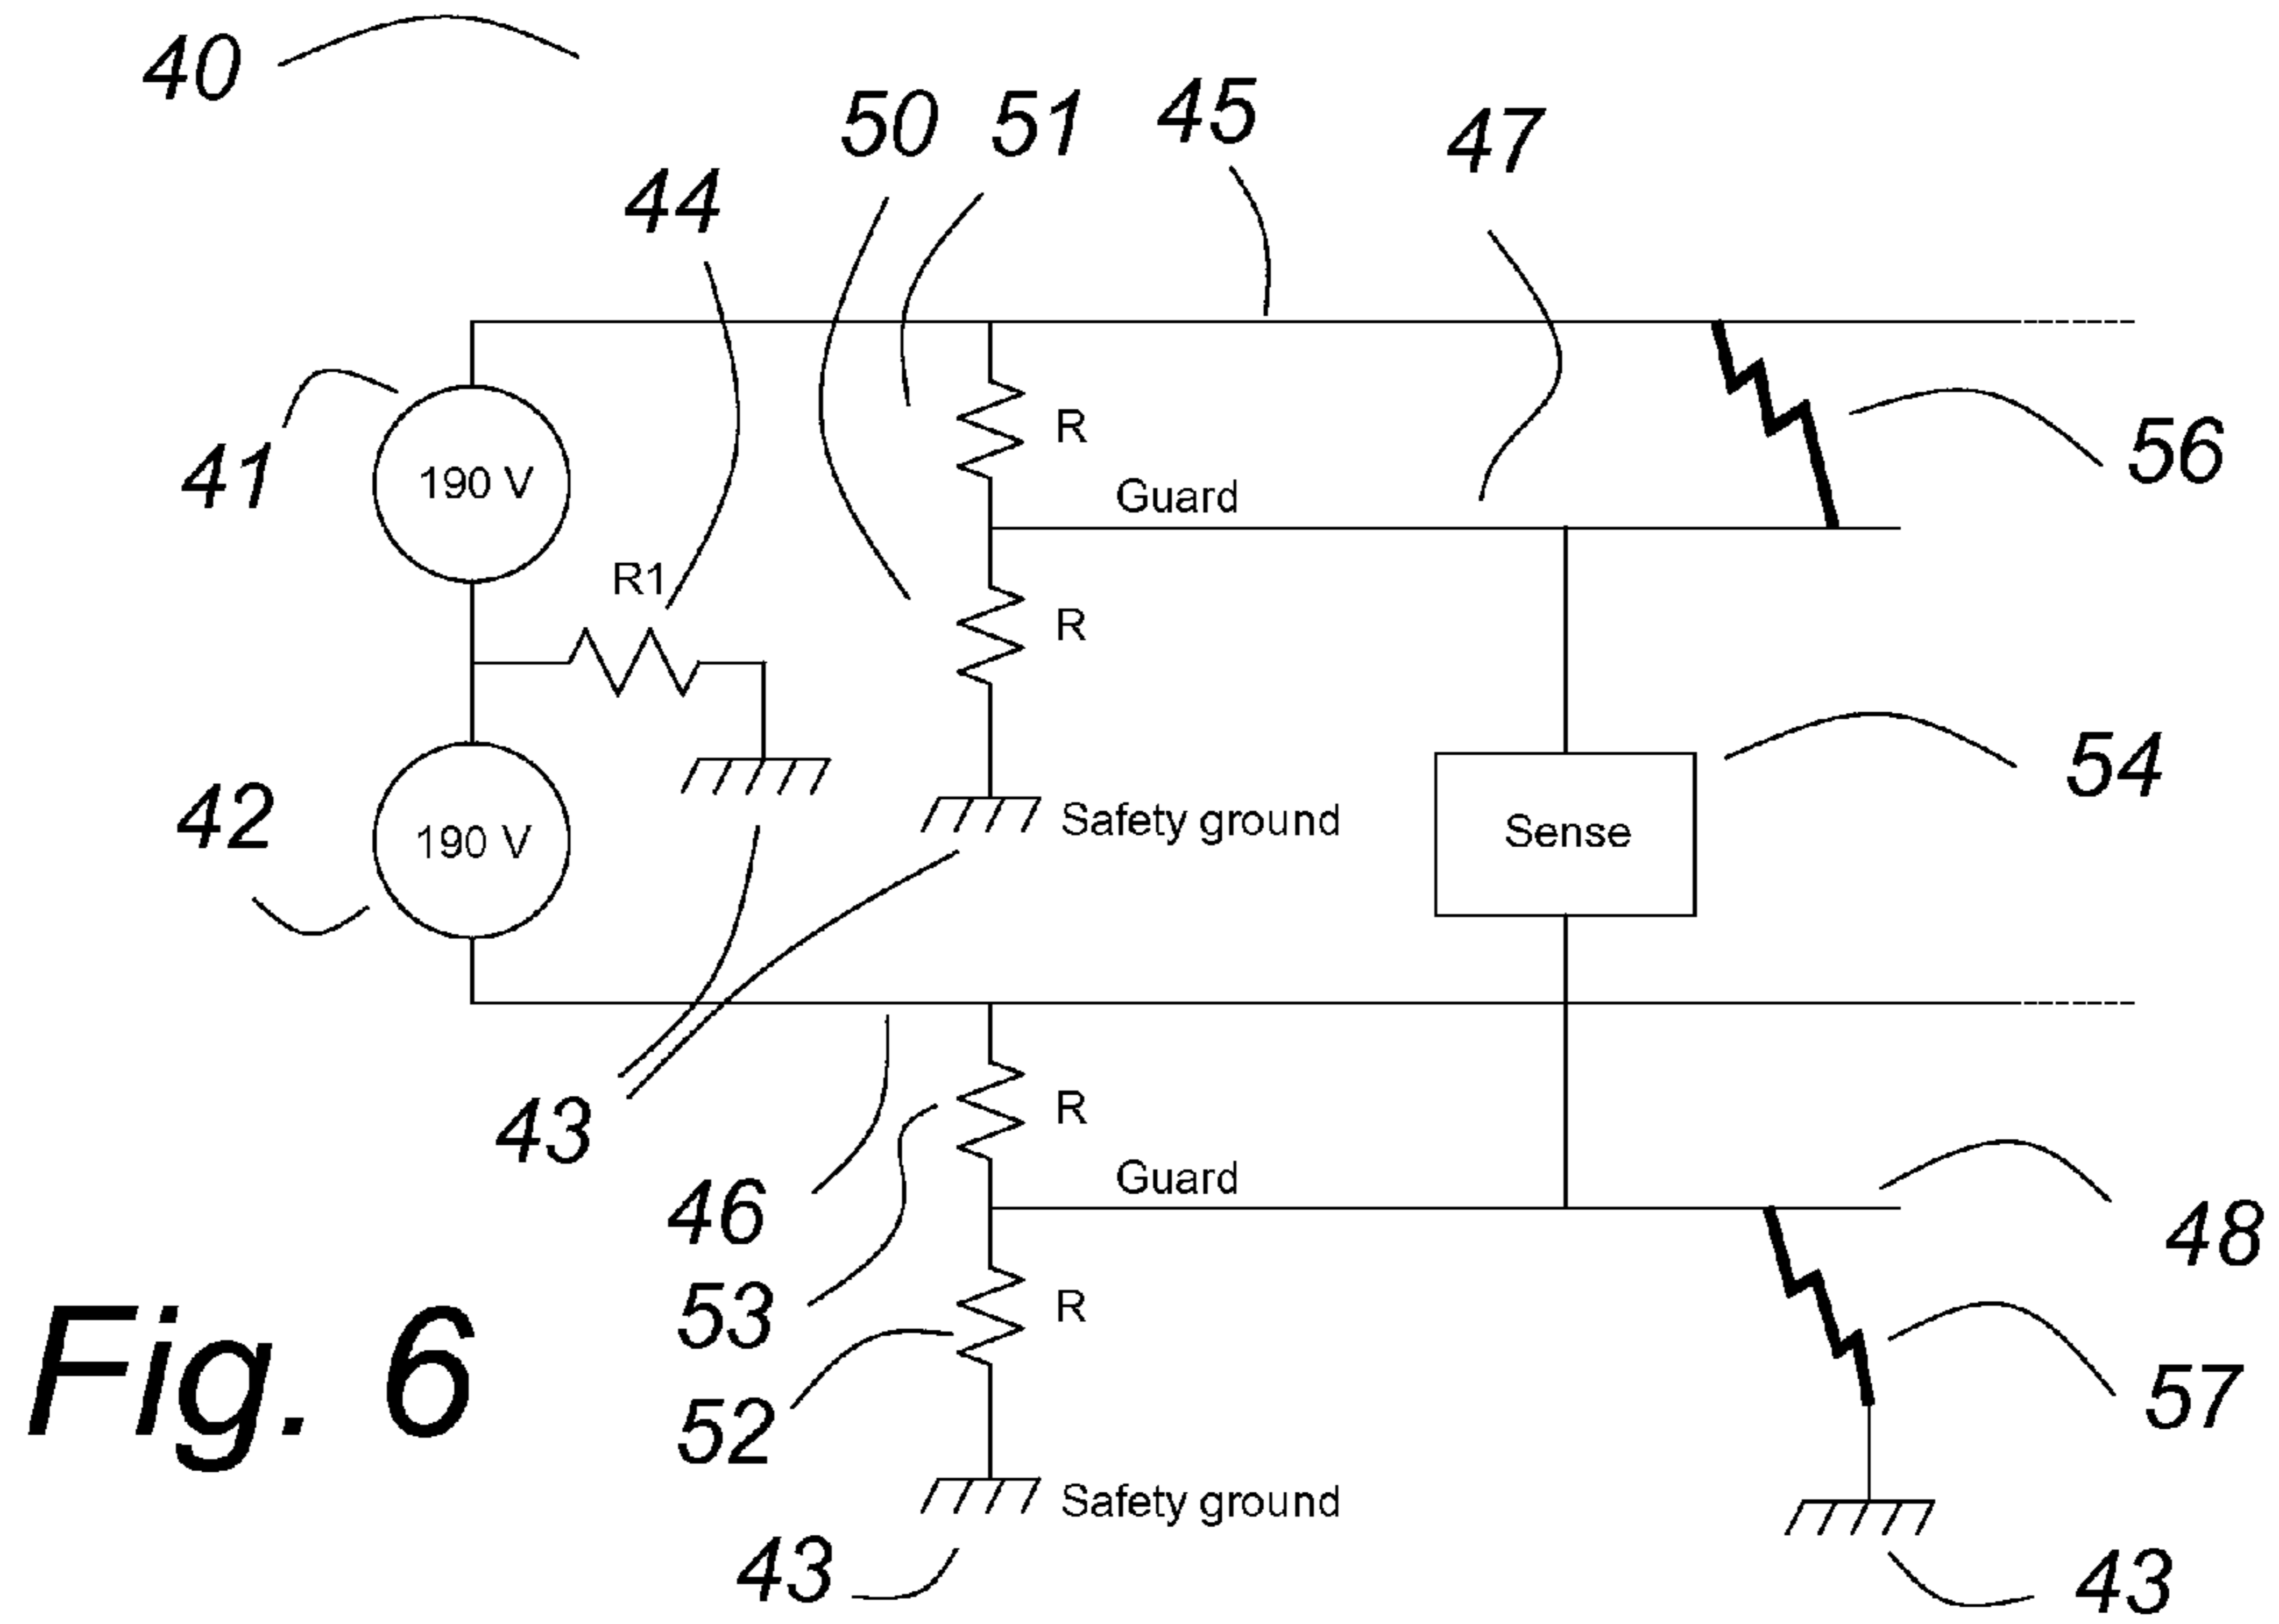 40
50 51 45
47
44
R
41
190 V
56
Guard
R1
R
42
190 V
Safety ground
Sense
54
43
R
46
Guard
48
53
R
52
57
Safety ground
43
43
Fig. 6